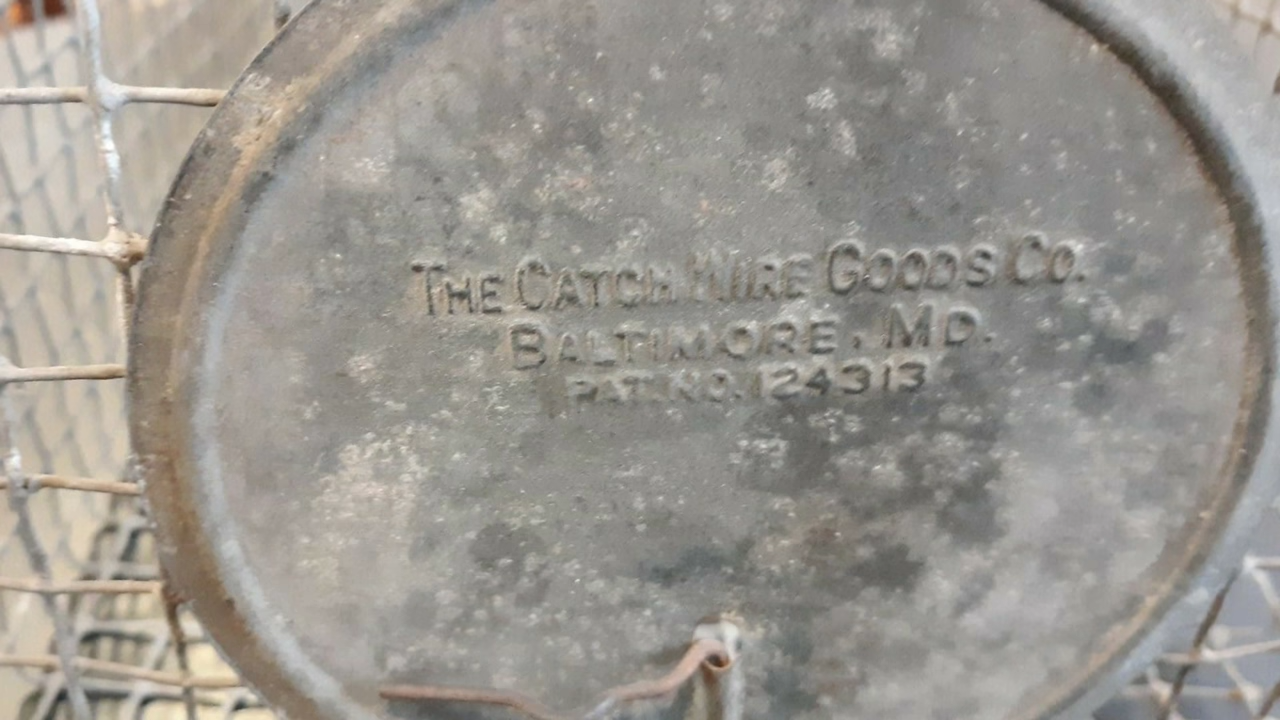 THE CATCH WIRE GOODS CO.
BALTIMORE, MD.
PAT. NO. 124313